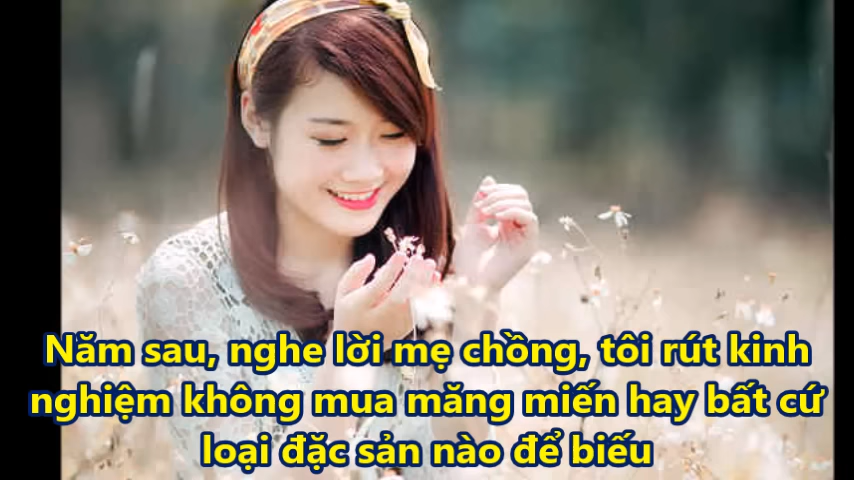 Năm sau, nghe lời mẹ chồng, tôi rút kinh
nghiệm không mua măng miến hay bất cứ
loại đặc sản nào để biếu